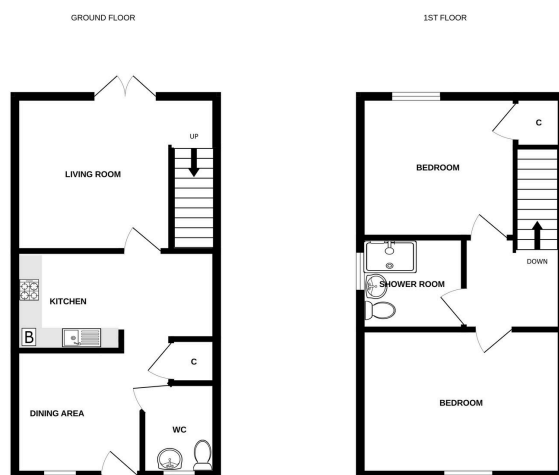 GROUND FLOOR
UP
LIVING ROOM
KITCHEN
B
C
DINING AREA
WC
1ST FLOOR
C
BEDROOM
DOWN
SHOWER ROOM
BEDROOM